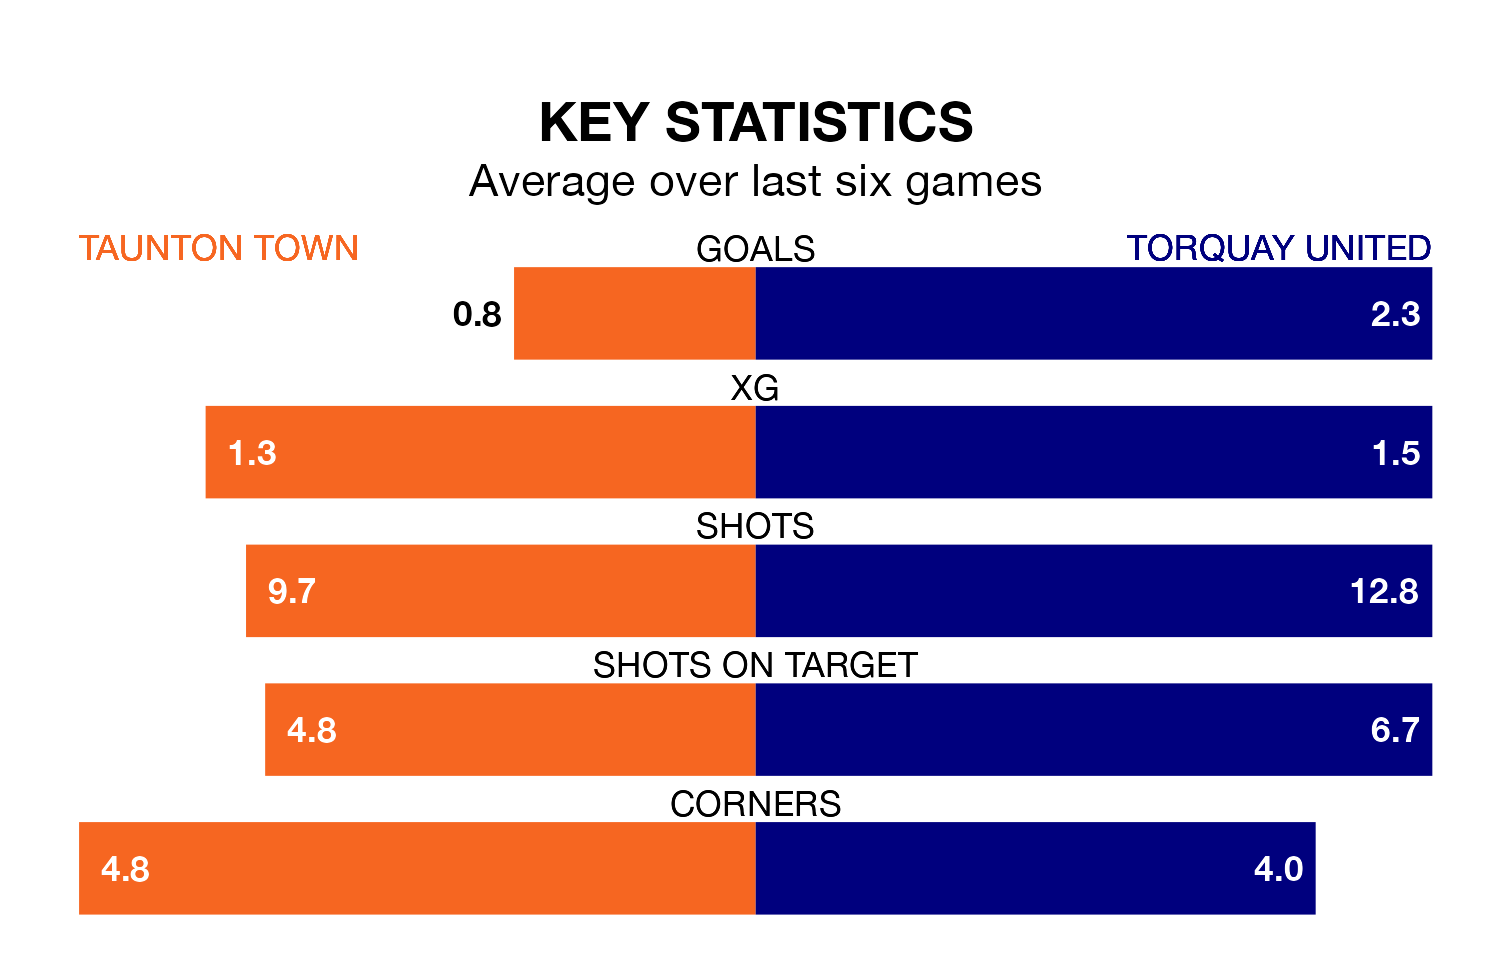 KEY STATISTICS
Average over last six games
TAUNTON TOWN GOALS TORQUAY UNITED
0.8 2.3
XG
1.3 1.5
SHOTS
9.7 12.8
SHOTS ON TARGET
4.8 6.7
CORNERS
4.8 4.0